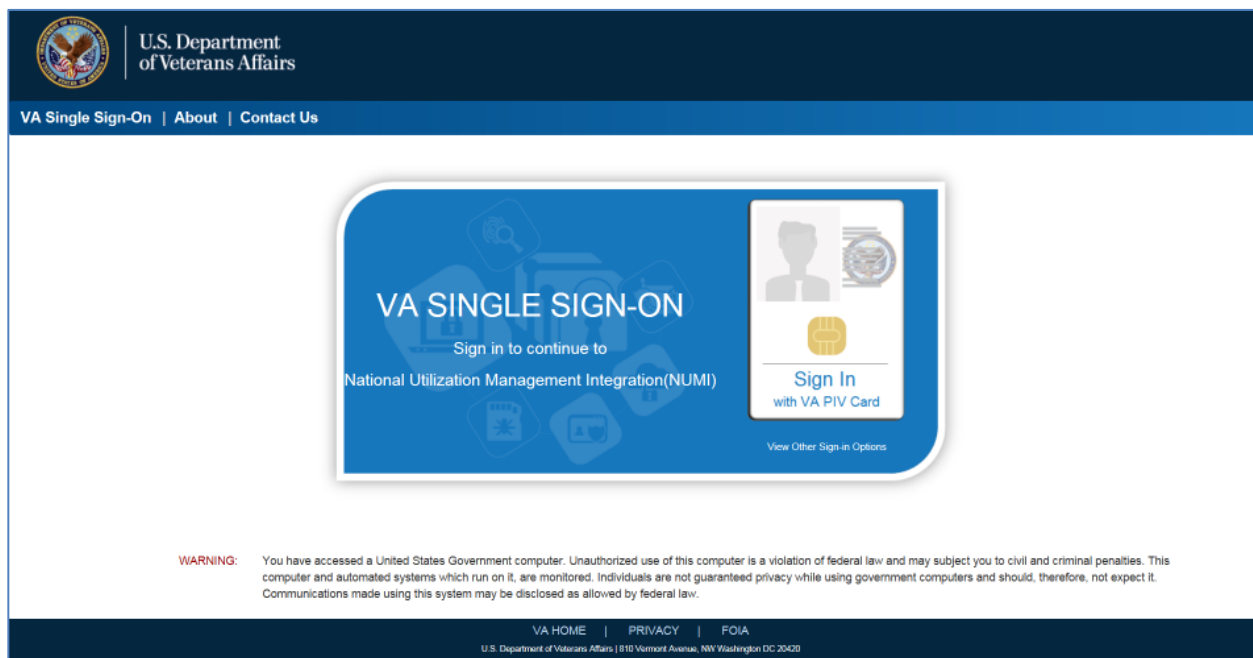 U.S. Department
of Veterans Affairs
VA Single Sign-On | About | Contact Us
VA SINGLE SIGN-ON
Sign in to continue to
National Utilization Management Integration(NUMI)
Sign In
with VA PIV Card
View Other Sign-in Options
WARNING: You have accessed a United States Government computer. Unauthorized use of this computer is a violation of federal law and may subject you to civil and criminal penalties. This
computer and automated systems which run on it, are monitored. Individuals are not guaranteed privacy while using government computers and should, therefore, not expect it.
Communications made using this system may be disclosed as allowed by federal law.
VA HOME | PRIVACY | FOIA
U.S. Department of Veterans Affairs | 810 Vermont Avenue, NW Washington DC 20420